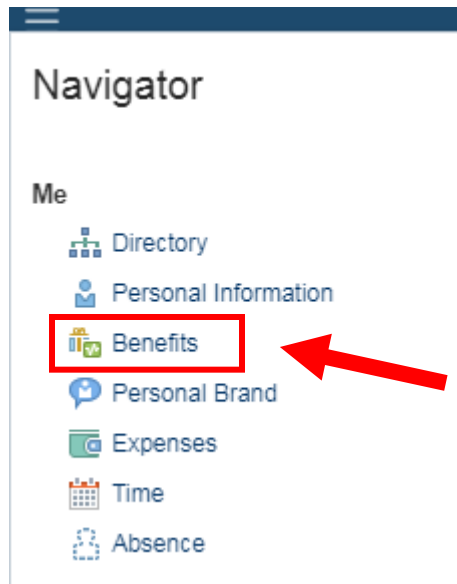 Navigator
Me
Directory
Personal Information
Benefits
Personal Brand
Expenses
Time
Absence